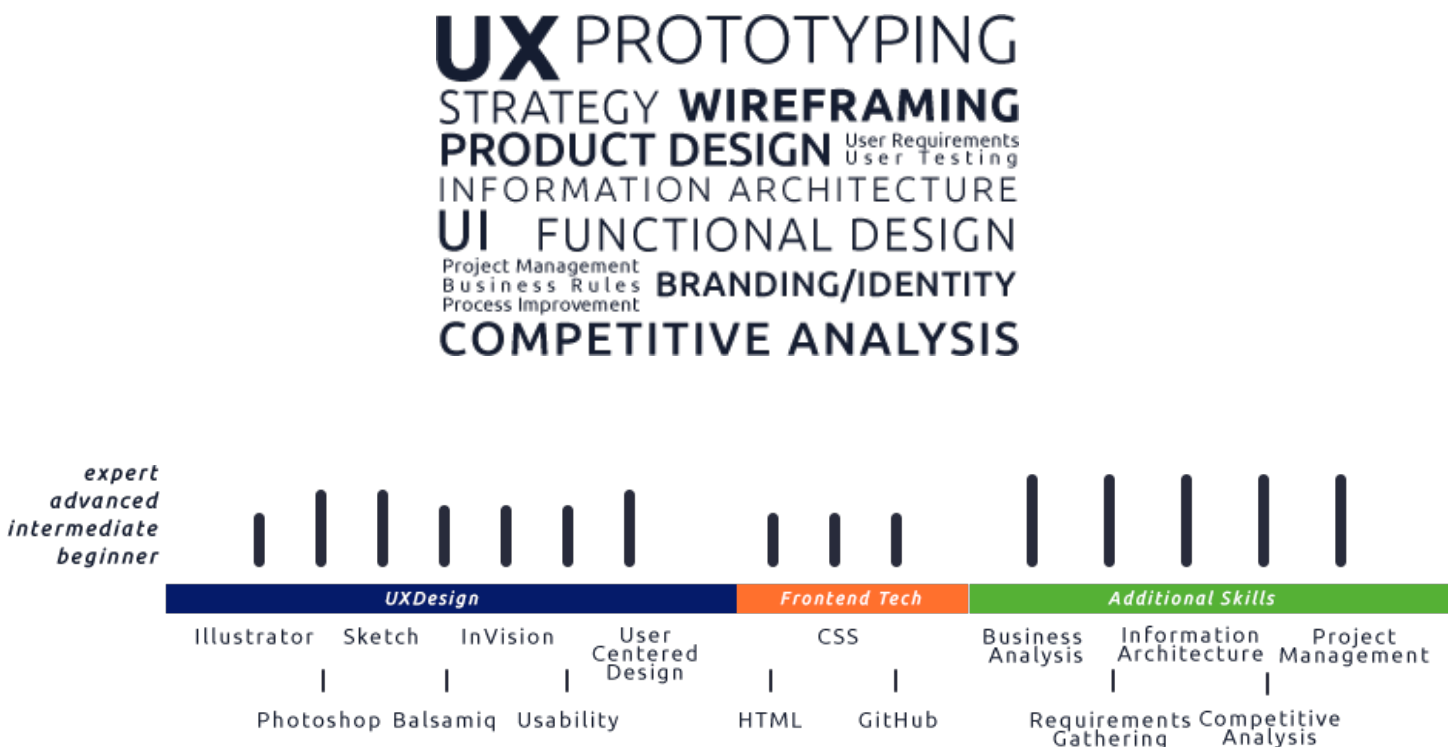 UX PROTOTYPING
STRATEGY WIREFRAMING
PRODUCT DESIGN
User Requirements
User Testing
INFORMATION ARCHITECTURE
UI FUNCTIONAL DESIGN
Project Management
Business Rules
Process Improvement
BRANDING/IDENTITY
COMPETITIVE ANALYSIS
expert
advanced
intermediate
beginner
UXDesign
Frontend Tech
Additional Skills
Illustrator
Photoshop
Sketch
Balsamiq
InVision
Usability
User
Centered
Design
HTML
CSS
GitHub
Business
Analysis
Requirements
Gathering
Information
Architecture
Competitive
Analysis
Project
Management